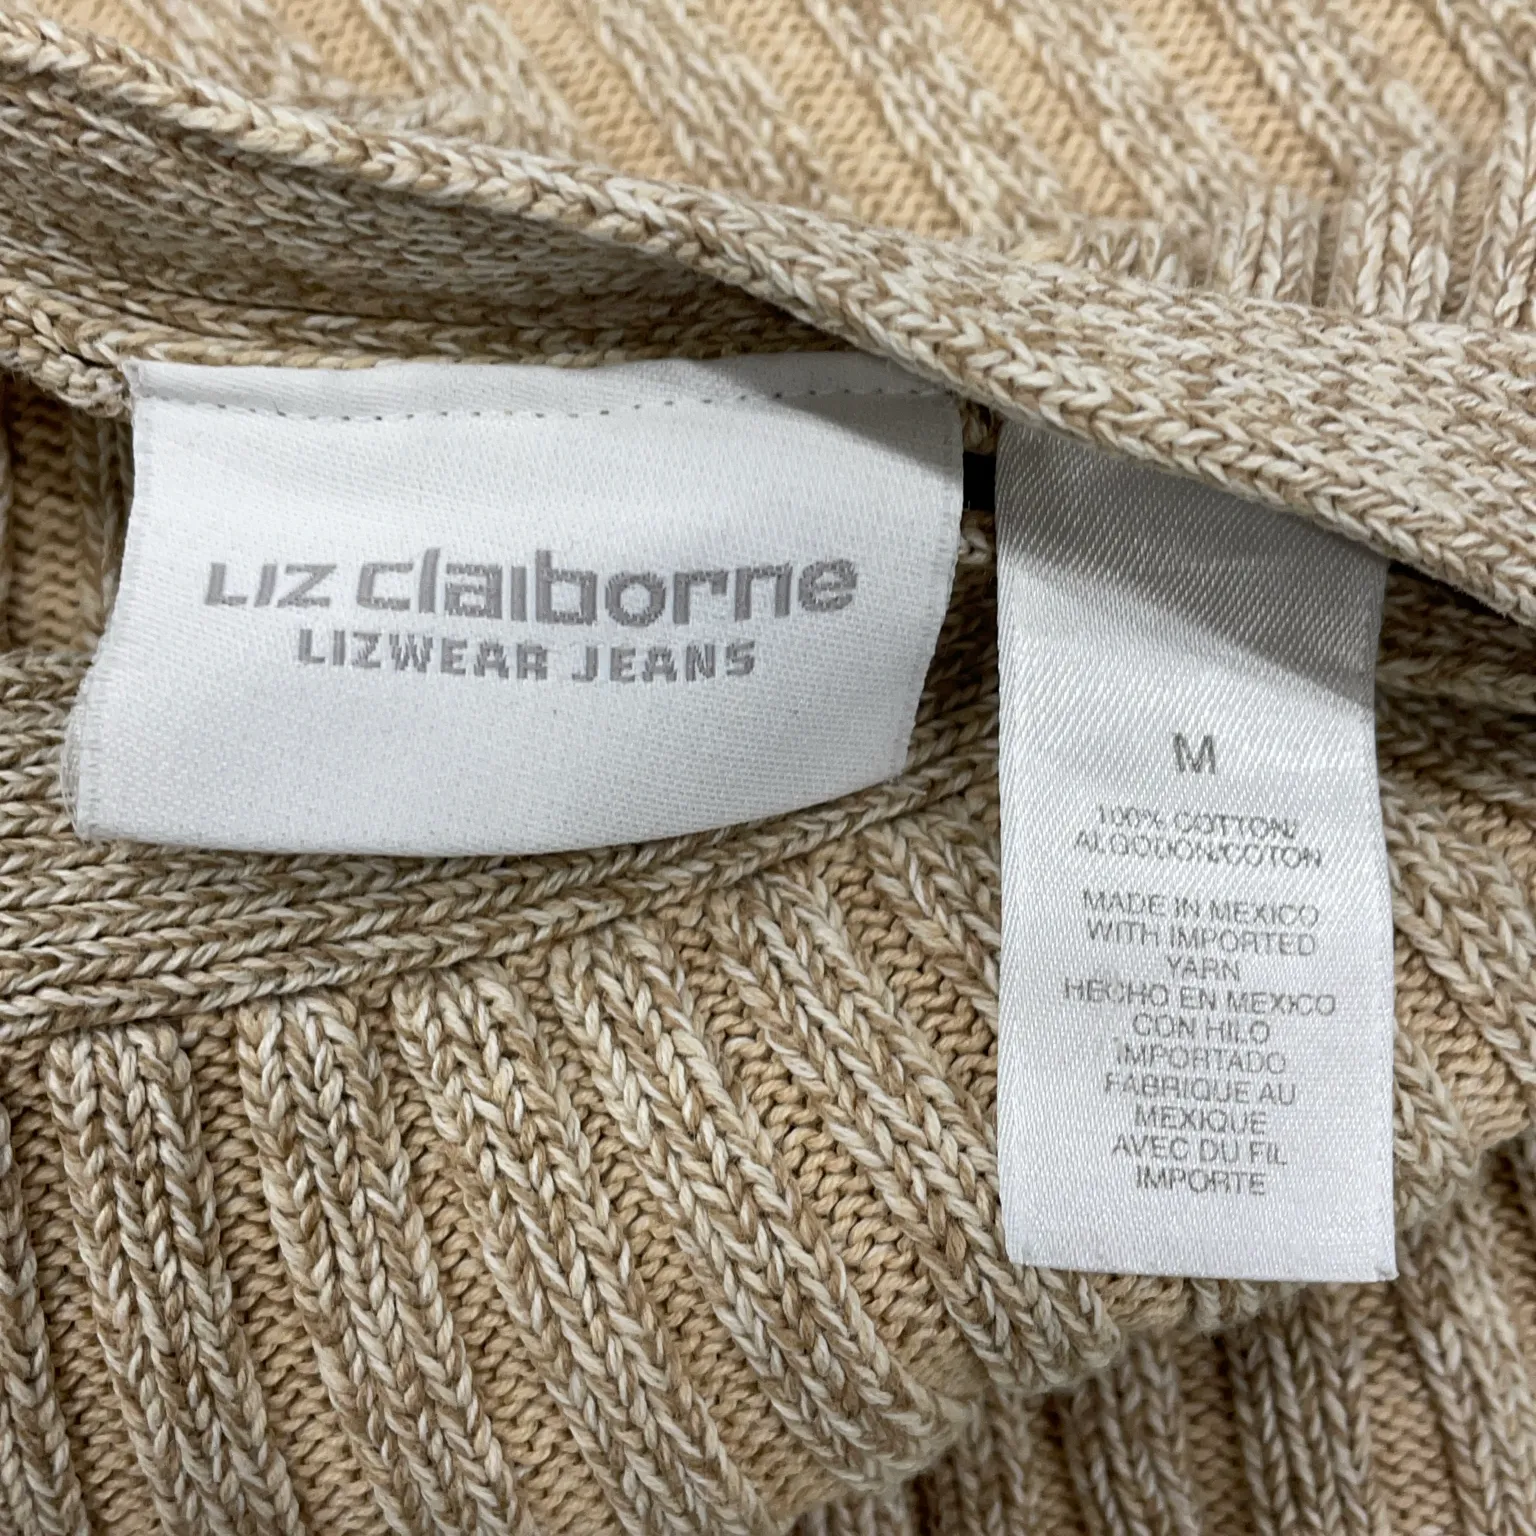 Liz claiborne
LIZWEAR JEANS
M
100% COTTON/
ALGODON/COTON
MADE IN MEXICO
WITH IMPORTED
YARN
HECHO EN MEXICO
CON HILO
IMPORTADO
FABRIQUE AU
MEXIQUE
AVEC DU FIL
IMPORTE